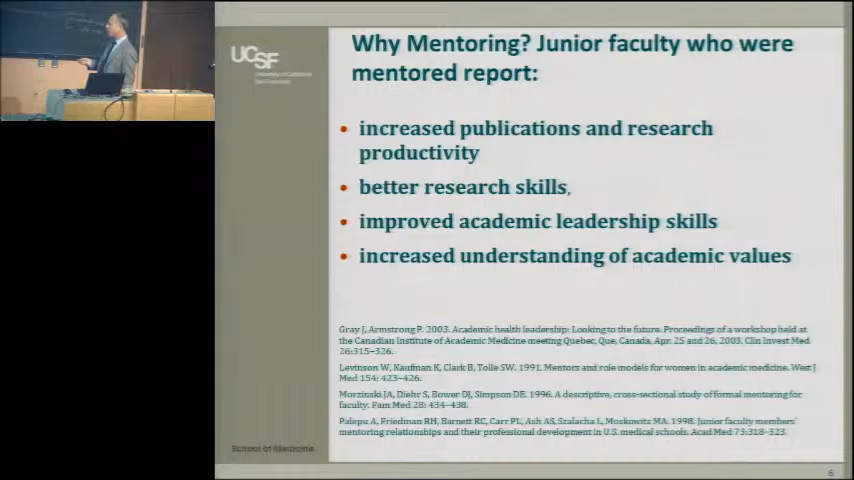 UCSF
University of California
San Francisco
Why Mentoring? Junior faculty who were
mentored report:
• increased publications and research
productivity
• better research skills,
• improved academic leadership skills
• increased understanding of academic values
Gray J, Armstrong P. 2003. Academic health leadership: Looking to the future. Proceedings of a workshop held at
the Canadian Institute of Academic Medicine meeting Quebec, Que, Canada, Apr. 25 and 26, 2003. Clin Invest Med
26:315–326.
Levinson W, Kaufman K, Clark B, Tolle SW. 1991. Mentors and role models for women in academic medicine. West J
Med 154: 423–426.
Morzinski JA, Diehr S, Bower DJ, Simpson DE. 1996. A descriptive, cross-sectional study of formal mentoring for
faculty. Fam Med 28: 434–438.
Palepu A, Friedman RH, Barnett RC, Carr PL, Ash AS, Szalacha L, Moskowitz MA. 1998. Junior faculty members'
mentoring relationships and their professional development in U.S. medical schools. Acad Med 73:318–323.
School of Medicine
6